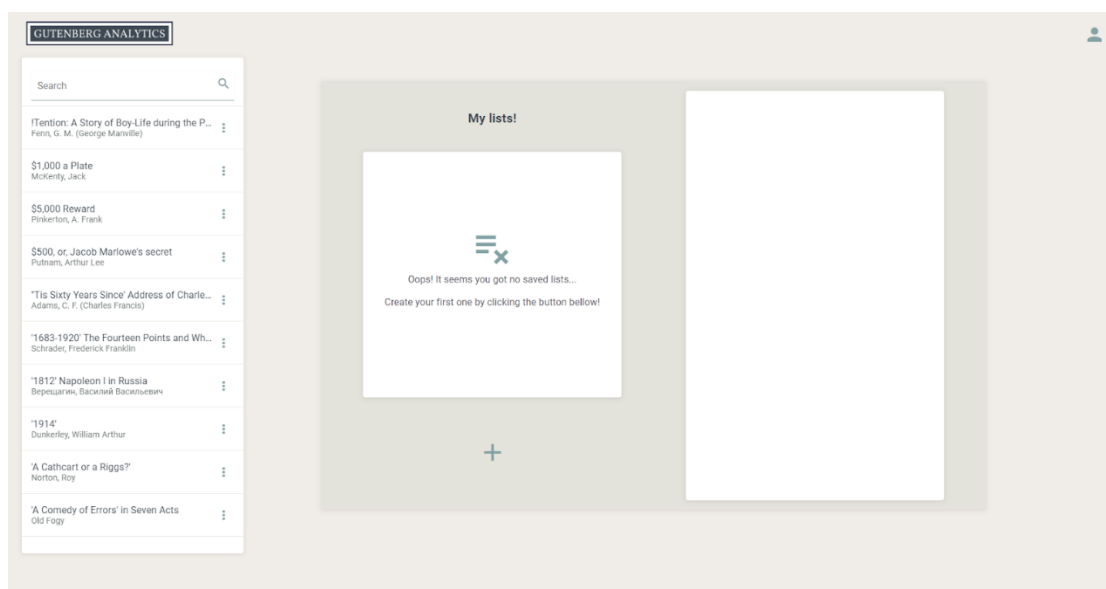 GUTENBERG ANALYTICS
Search
!Tention: A Story of Boy-Life during the P...
Fenn, G. M. (George Manville)
$1,000 a Plate
McKenty, Jack
$5,000 Reward
Pinkerton, A. Frank
$500, or, Jacob Marlowe's secret
Putnam, Arthur Lee
"Tis Sixty Years Since' Address of Charle...
Adams, C. F. (Charles Francis)
'1683-1920' The Fourteen Points and Wh...
Schrader, Frederick Franklin
'1812' Napoleon I in Russia
Верещагин, Василий Васильевич
'1914'
Dunkerley, William Arthur
'A Cathcart or a Riggs?'
Norton, Roy
'A Comedy of Errors' in Seven Acts
Old Fogy
My lists!
Oops! It seems you got no saved lists...
Create your first one by clicking the button bellow!